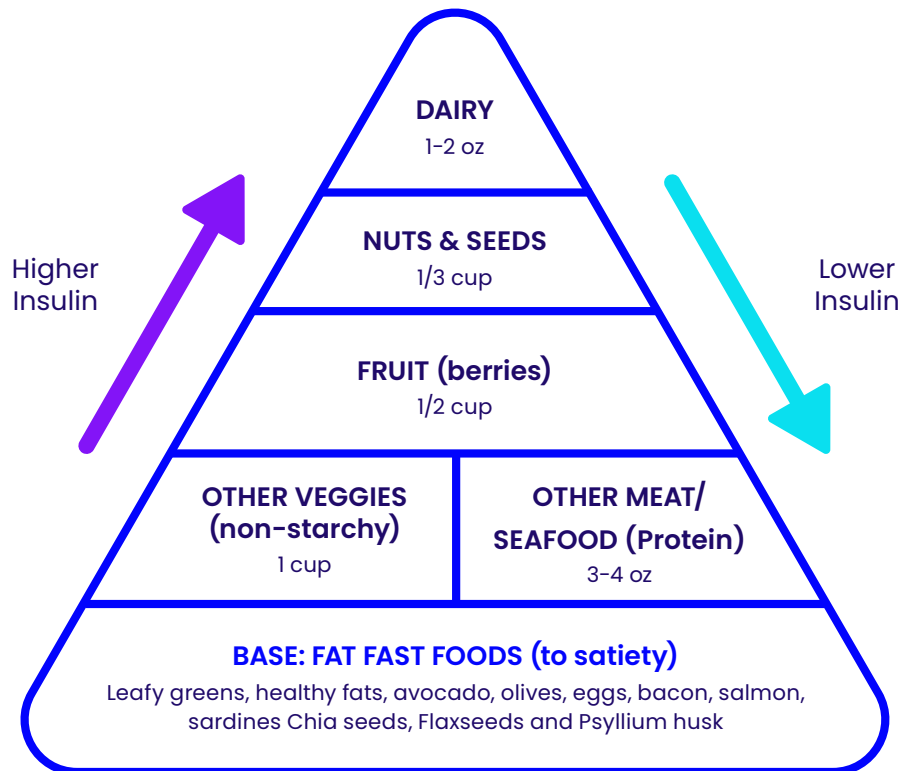 DAIRY
1-2 oz
NUTS & SEEDS
1/3 cup
Higher
Insulin
Lower
Insulin
FRUIT (berries)
1/2 cup
OTHER VEGGIES
(non-starchy)
1 cup
OTHER MEAT/
SEAFOOD (Protein)
3-4 oz
BASE: FAT FAST FOODS (to satiety)
Leafy greens, healthy fats, avocado, olives, eggs, bacon, salmon,
sardines Chia seeds, Flaxseeds and Psyllium husk